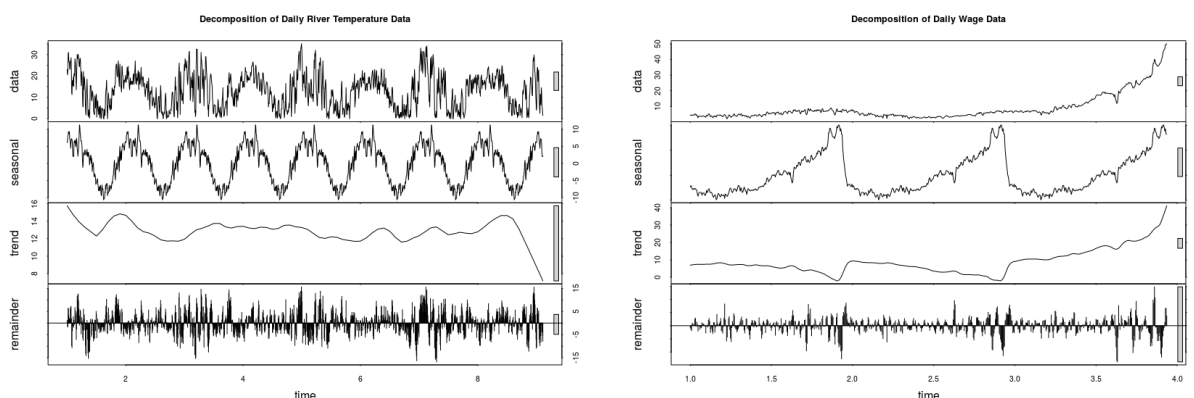 Decomposition of Daily River Temperature Data
data
0 10 20 30
seasonal
-10 -5 0 5 10
trend
8 10 12 14 16
remainder
-15 -5 5 15
2 4 6 8
time
Decomposition of Daily Wage Data
data
10 20 30 40 50
seasonal
trend
0 10 20 30 40
remainder
1.0 1.5 2.0 2.5 3.0 3.5 4.0
time